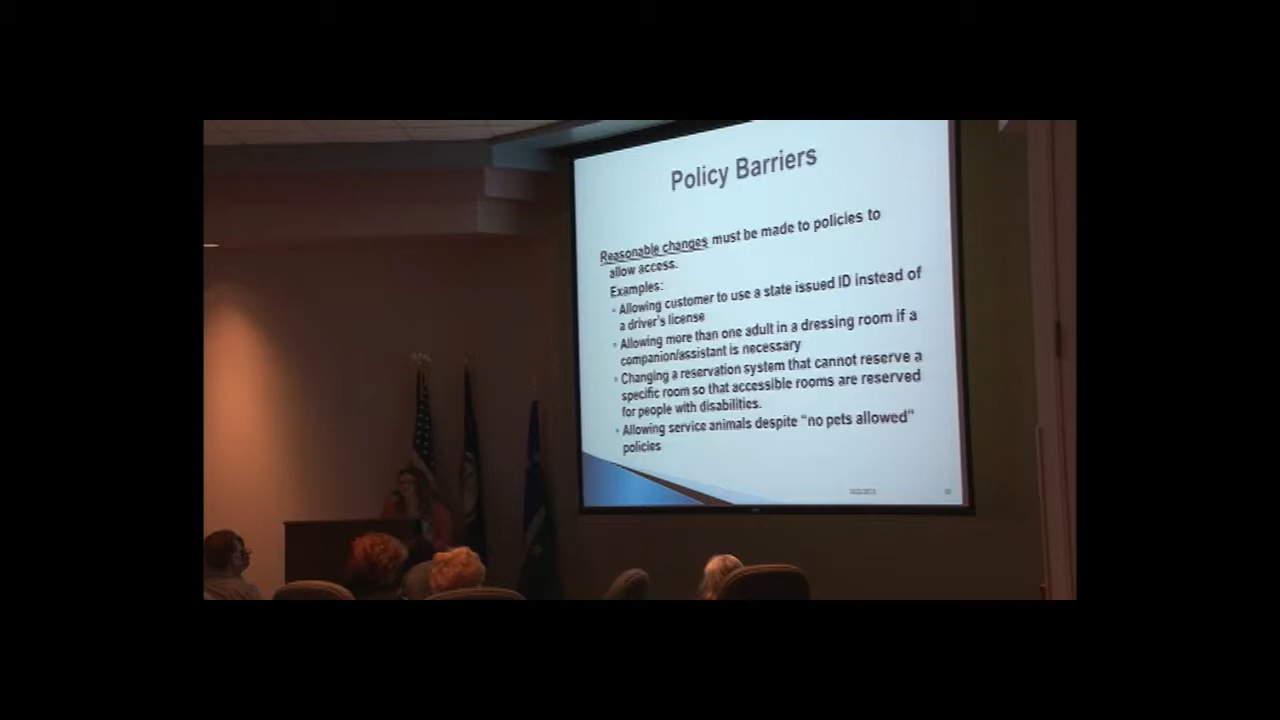 Policy Barriers
Reasonable changes must be made to policies to
allow access.
Examples:
• Allowing customer to use a state issued ID instead of
a driver's license
• Allowing more than one adult in a dressing room if a
companion/assistant is necessary
• Changing a reservation system that cannot reserve a
specific room so that accessible rooms are reserved
for people with disabilities.
• Allowing service animals despite “no pets allowed”
policies